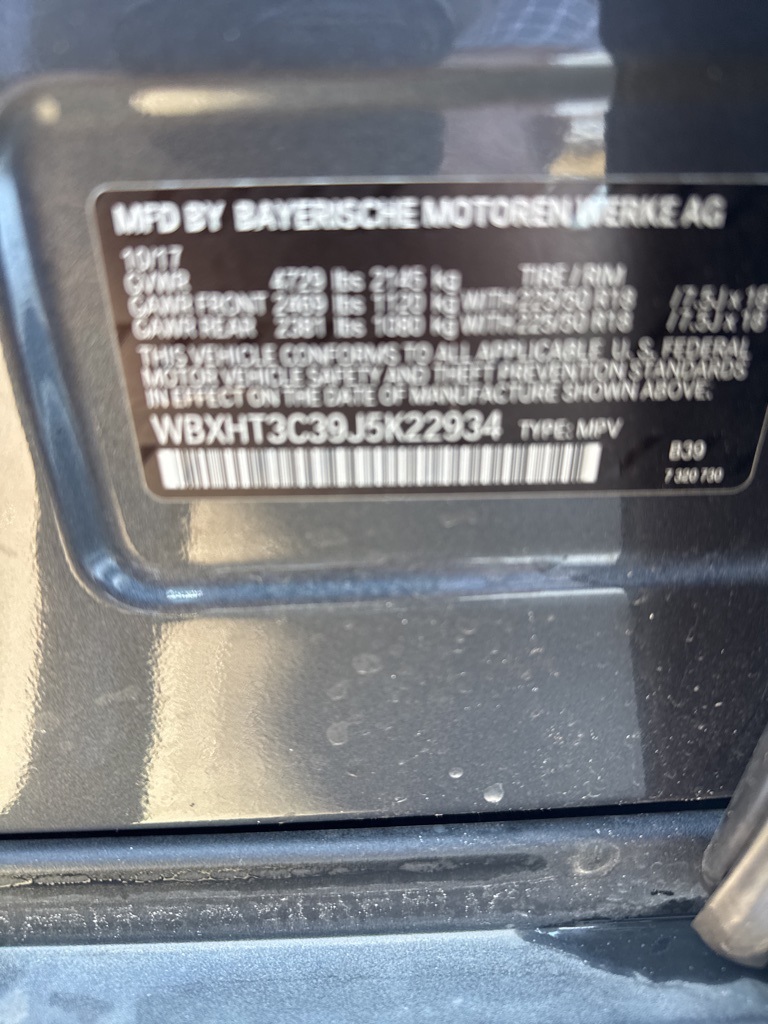 MFD BY BAYERISCHE MOTOREN WERKE AG
10/17
GVWR 4729 lbs 2145 kg TIRE / RIM
GAWR FRONT 2469 lbs 1120 kg WITH 225/50 R18 /7.5J x 18
GAWR REAR 2381 lbs 1080 kg WITH 225/50 R18 /7.5J x 18
THIS VEHICLE CONFORMS TO ALL APPLICABLE U. S. FEDERAL
MOTOR VEHICLE SAFETY AND THEFT PREVENTION STANDARDS
IN EFFECT ON THE DATE OF MANUFACTURE SHOWN ABOVE.
WBXHT3C39J5K22934 TYPE: MPV
B39
7 320 730